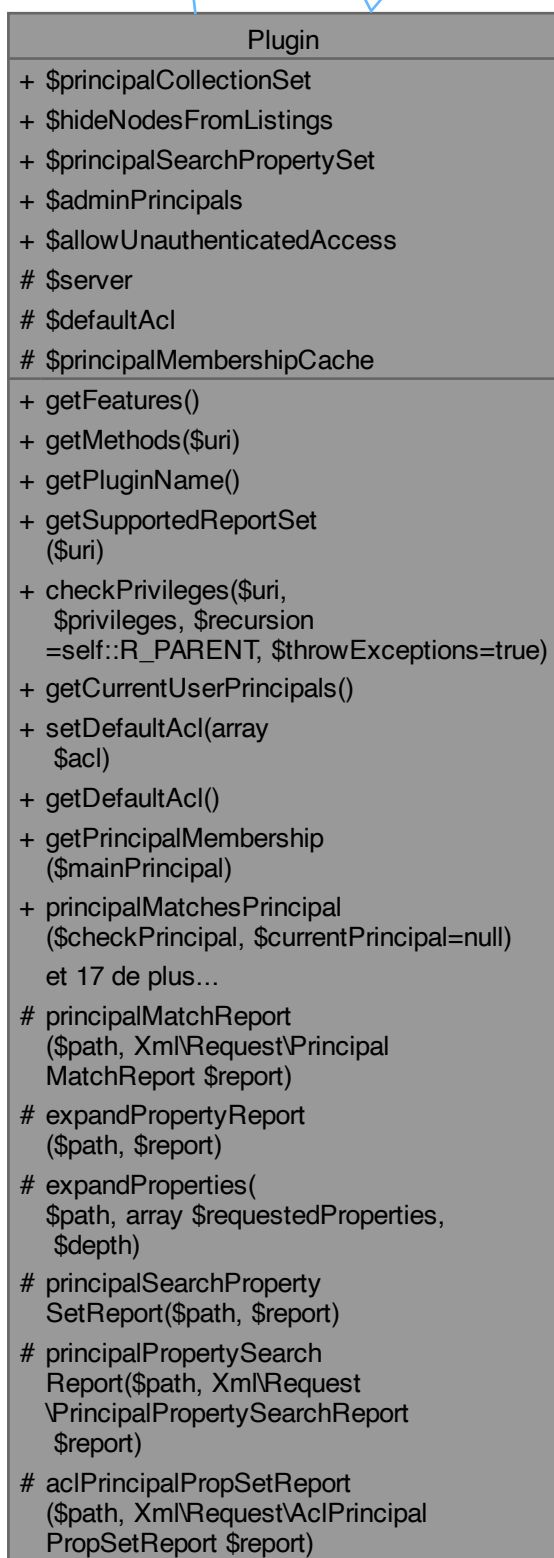 Plugin
+ $principalCollectionSet
+ $hideNodesFromListings
+ $principalSearchPropertySet
+ $adminPrincipals
+ $allowUnauthenticatedAccess
# $server
# $defaultAcl
# $principalMembershipCache
+ getFeatures()
+ getMethods($uri)
+ getPluginName()
+ getSupportedReportSet
($uri)
+ checkPrivileges($uri,
$privileges, $recursion
=self::R_PARENT, $throwExceptions=true)
+ getCurrentUserPrincipals()
+ setDefaultAcl(array
$acl)
+ getDefaultAcl()
+ getPrincipalMembership
($mainPrincipal)
+ principalMatchesPrincipal
($checkPrincipal, $currentPrincipal=null)
et 17 de plus...
# principalMatchReport
($path, Xml\Request\Principal
MatchReport $report)
# expandPropertyReport
($path, $report)
# expandProperties(
$path, array $requestedProperties,
$depth)
# principalSearchProperty
SetReport($path, $report)
# principalPropertySearch
Report($path, Xml\Request
\PrincipalPropertySearchReport
$report)
# aclPrincipalPropSetReport
($path, Xml\Request\AclPrincipal
PropSetReport $report)